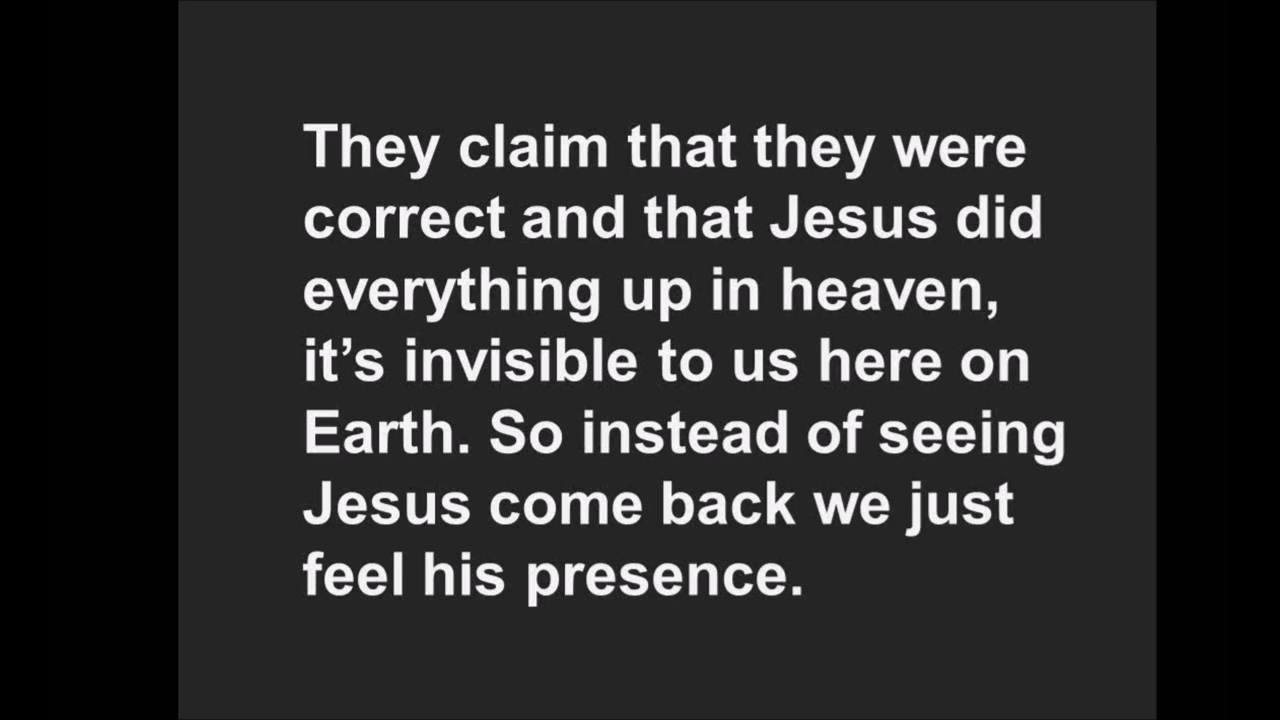 They claim that they were
correct and that Jesus did
everything up in heaven,
it’s invisible to us here on
Earth. So instead of seeing
Jesus come back we just
feel his presence.